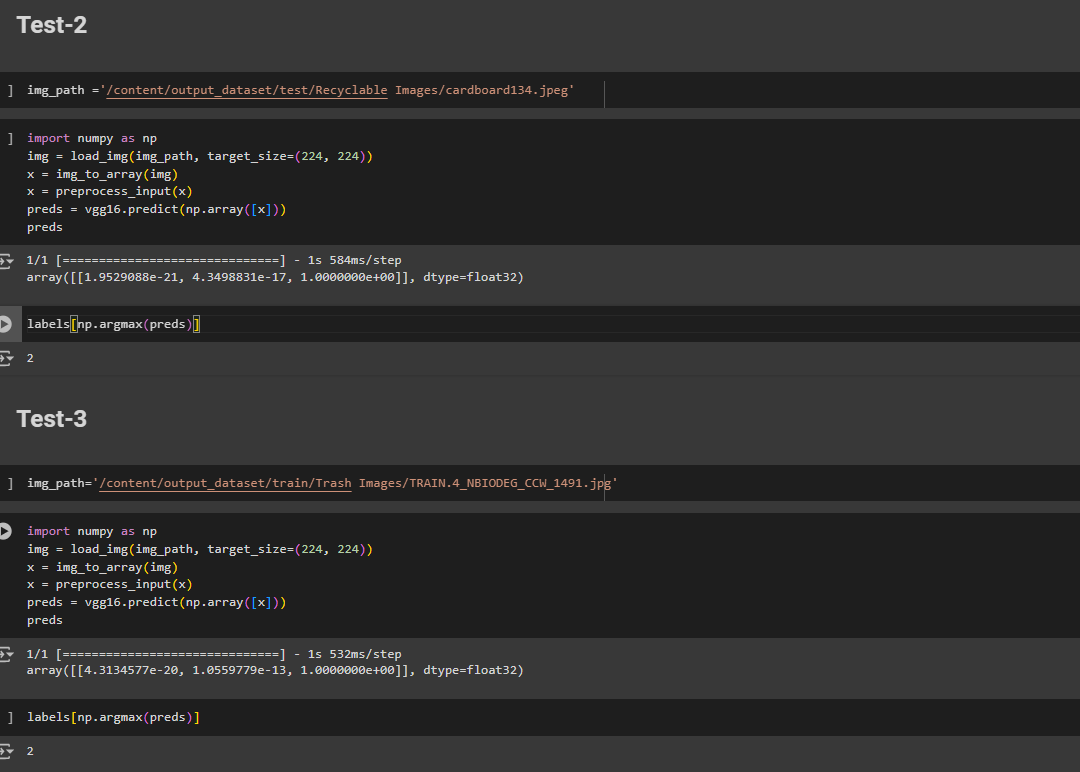 Test-2
] img_path ='/content/output_dataset/test/Recyclable Images/cardboard134.jpeg'
] import numpy as np
img = load_img(img_path, target_size=(224, 224))
x = img_to_array(img)
x = preprocess_input(x)
preds = vgg16.predict(np.array([x]))
preds
1/1 [==============================] - 1s 584ms/step
array([[1.9529088e-21, 4.3498831e-17, 1.0000000e+00]], dtype=float32)
labels[np.argmax(preds)]
2
Test-3
] img_path='/content/output_dataset/train/Trash Images/TRAIN.4_NBIODEG_CCW_1491.jpg'
import numpy as np
img = load_img(img_path, target_size=(224, 224))
x = img_to_array(img)
x = preprocess_input(x)
preds = vgg16.predict(np.array([x]))
preds
1/1 [==============================] - 1s 532ms/step
array([[4.3134577e-20, 1.0559779e-13, 1.0000000e+00]], dtype=float32)
] labels[np.argmax(preds)]
2